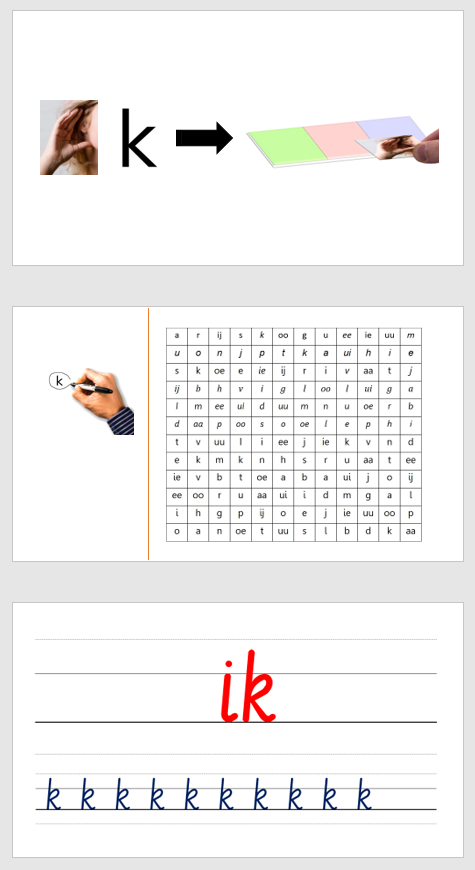 k
k
a r ij s k oo g u ee ie uu m
u o n j p t k a ui h i e
s k oe e ie ij r i v aa t j
ij b h v i g l oo l ui g a
l m ee ui d uu m n u oe r b
d aa p oo s o oe l e p h i
t v uu l i ee j ie k v n d
e k m k n h s r u aa t ee
ie v b t oe a b a ui j o ij
ee oo r u aa ui i d m g a l
i h g p ij o e j ie uu oo p
o a n oe t uu s l b d k aa
ik
k k k k k k k k k k